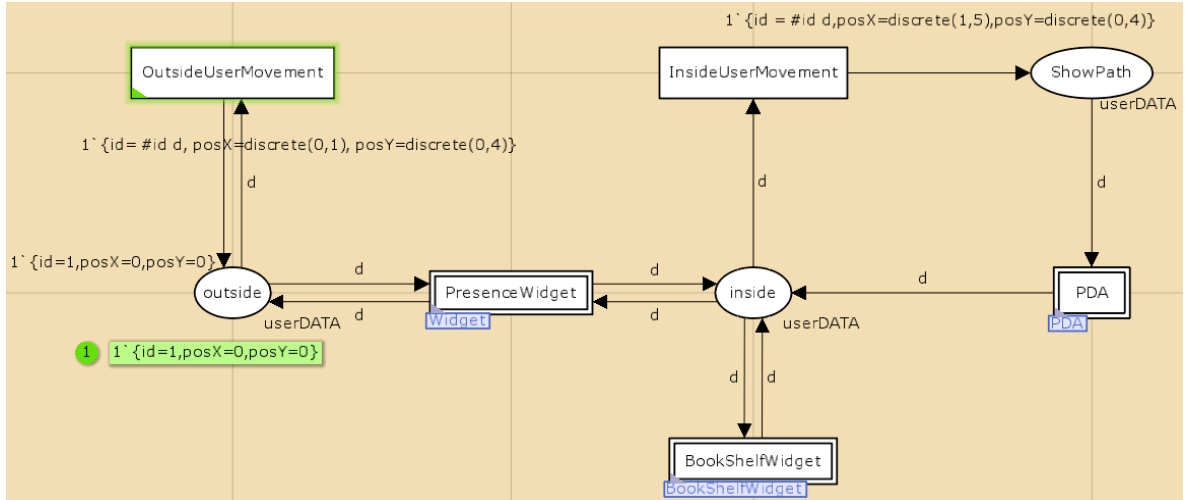 1`{id = #id d,posX=discrete(1,5),posY=discrete(0,4)}
OutsideUserMovement
InsideUserMovement
ShowPath
userDATA
1`{id= #id d, posX=discrete(0,1), posY=discrete(0,4)}
d
d
d
1`{id=1,posX=0,posY=0}
d
d
d
outside
PresenceWidget
inside
PDA
userDATA
d
Widget
d
userDATA
PDA
1
1`{id=1,posX=0,posY=0}
d
d
BookShelfWidget
BookShelfWidget